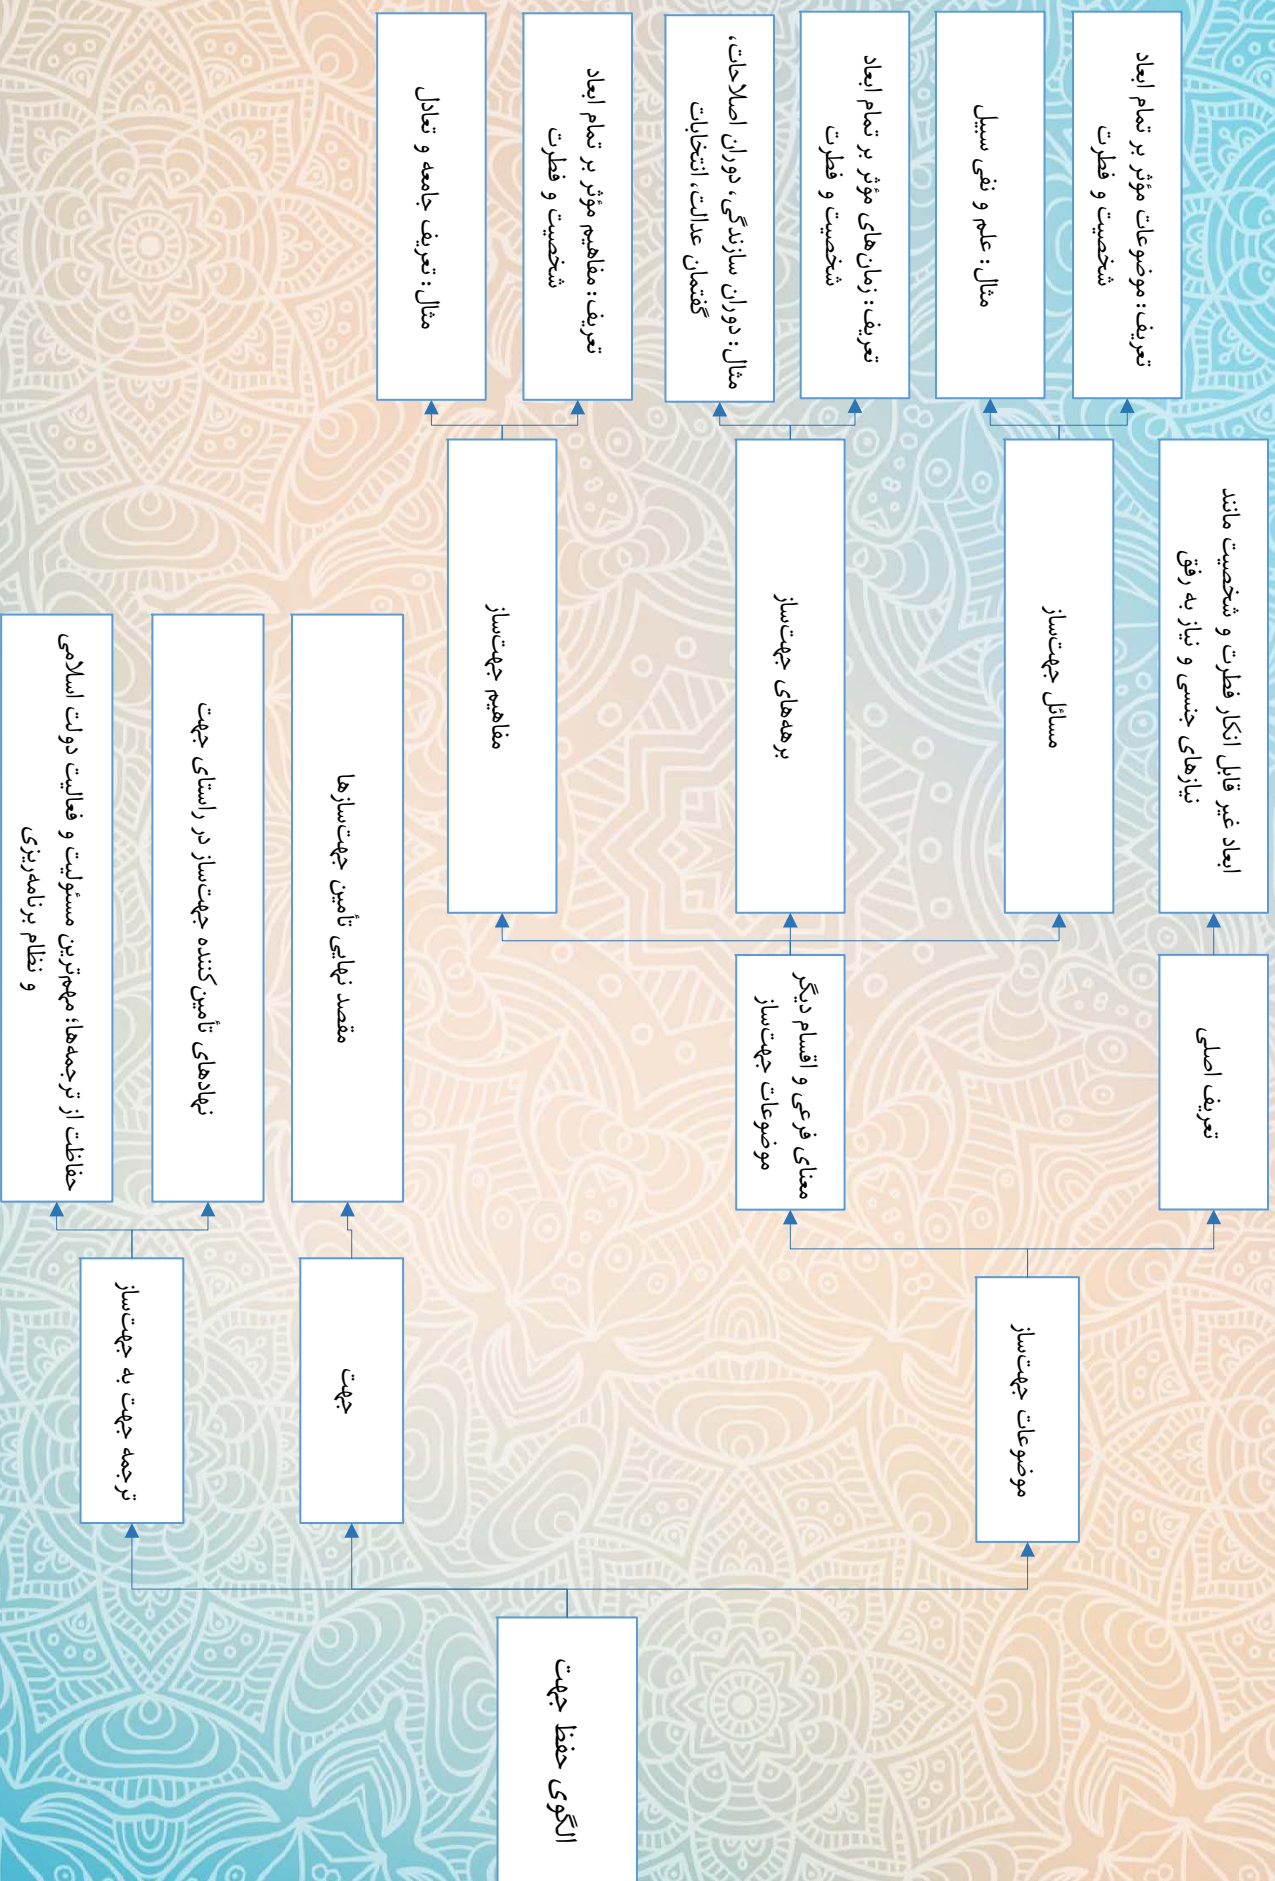 الگوی حفظ جهت
موضوعات جهت‌ساز
تعریف اصلی
ابعاد غیر قابل انکار فطرت و شخصیت مانند
نیازهای جنسی و نیاز به رفق
معنای فرعی و اقسام دیگر
موضوعات جهت‌ساز
مسائل جهت‌ساز
تعریف: موضوعات مؤثر بر تمام ابعاد
شخصیت و فطرت
مثال: علم و نفی سبیل
برهه‌های جهت‌ساز
تعریف: زمان‌های مؤثر بر تمام ابعاد
شخصیت و فطرت
مثال: دوران سازندگی، دوران اصلاحات،
گفتمان عدالت، انتخابات
مفاهیم جهت‌ساز
تعریف: مفاهیم مؤثر بر تمام ابعاد
شخصیت و فطرت
مثال: تعریف جامعه و تعادل
جهت
مقصد نهایی تأمین جهت‌سازها
ترجمه جهت به جهت‌ساز
نهادهای تأمین‌کننده جهت‌ساز در راستای جهت
حفاظت از ترجمه‌ها؛ مهم‌ترین مسئولیت و فعالیت دولت اسلامی
و نظام برنامه‌ریزی